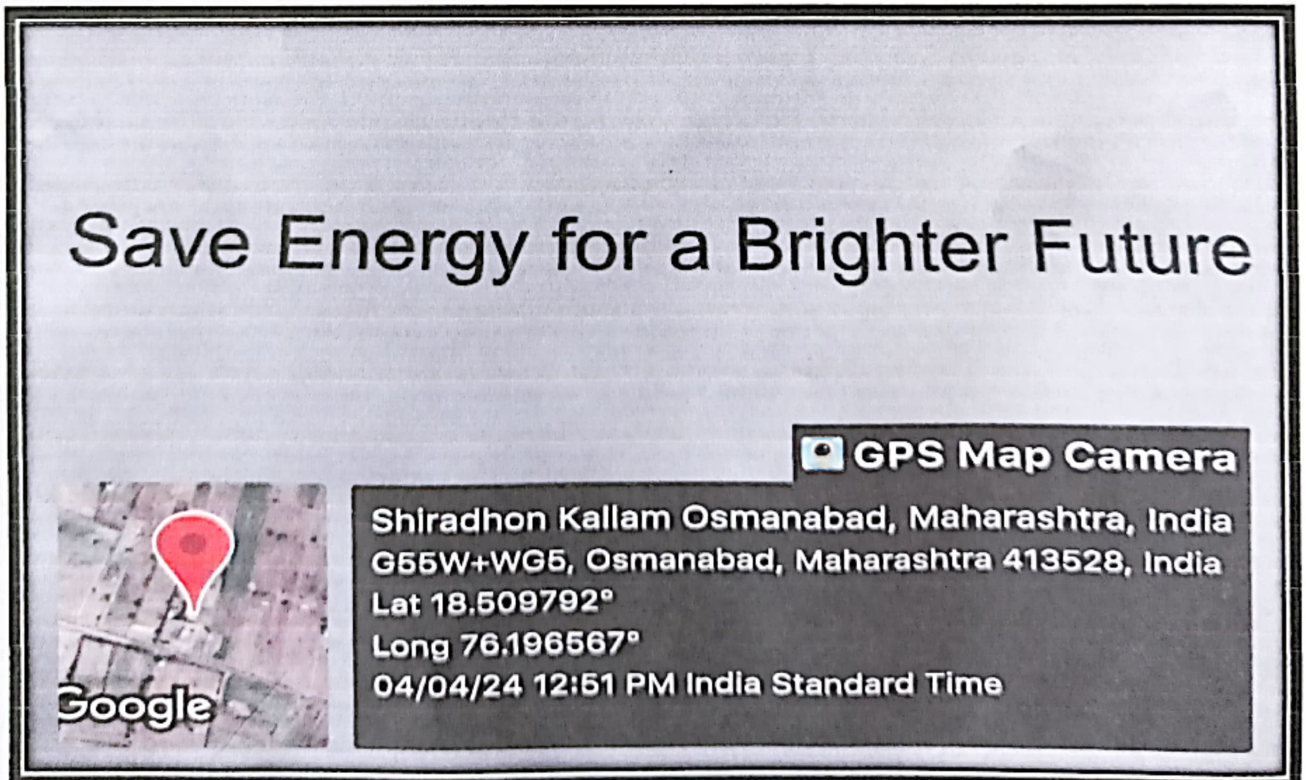 Save Energy for a Brighter Future
GPS Map Camera
Shiradhon Kallam Osmanabad, Maharashtra, India
G55W+WG5, Osmanabad, Maharashtra 413528, India
Lat 18.509792°
Long 76.196567°
04/04/24 12:51 PM India Standard Time
Google